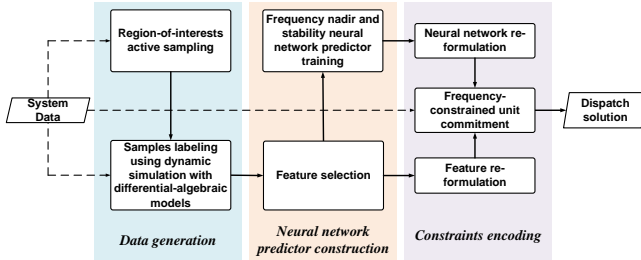 System
Data
Region-of-interests
active sampling
Samples labeling
using dynamic
simulation with
differential-algebraic
models
Data generation
Frequency nadir and
stability neural
network predictor
training
Feature selection
Neural network
predictor construction
Neural network re-
formulation
Frequency-
constrained unit
commitment
Feature re-
formulation
Constraints encoding
Dispatch
solution